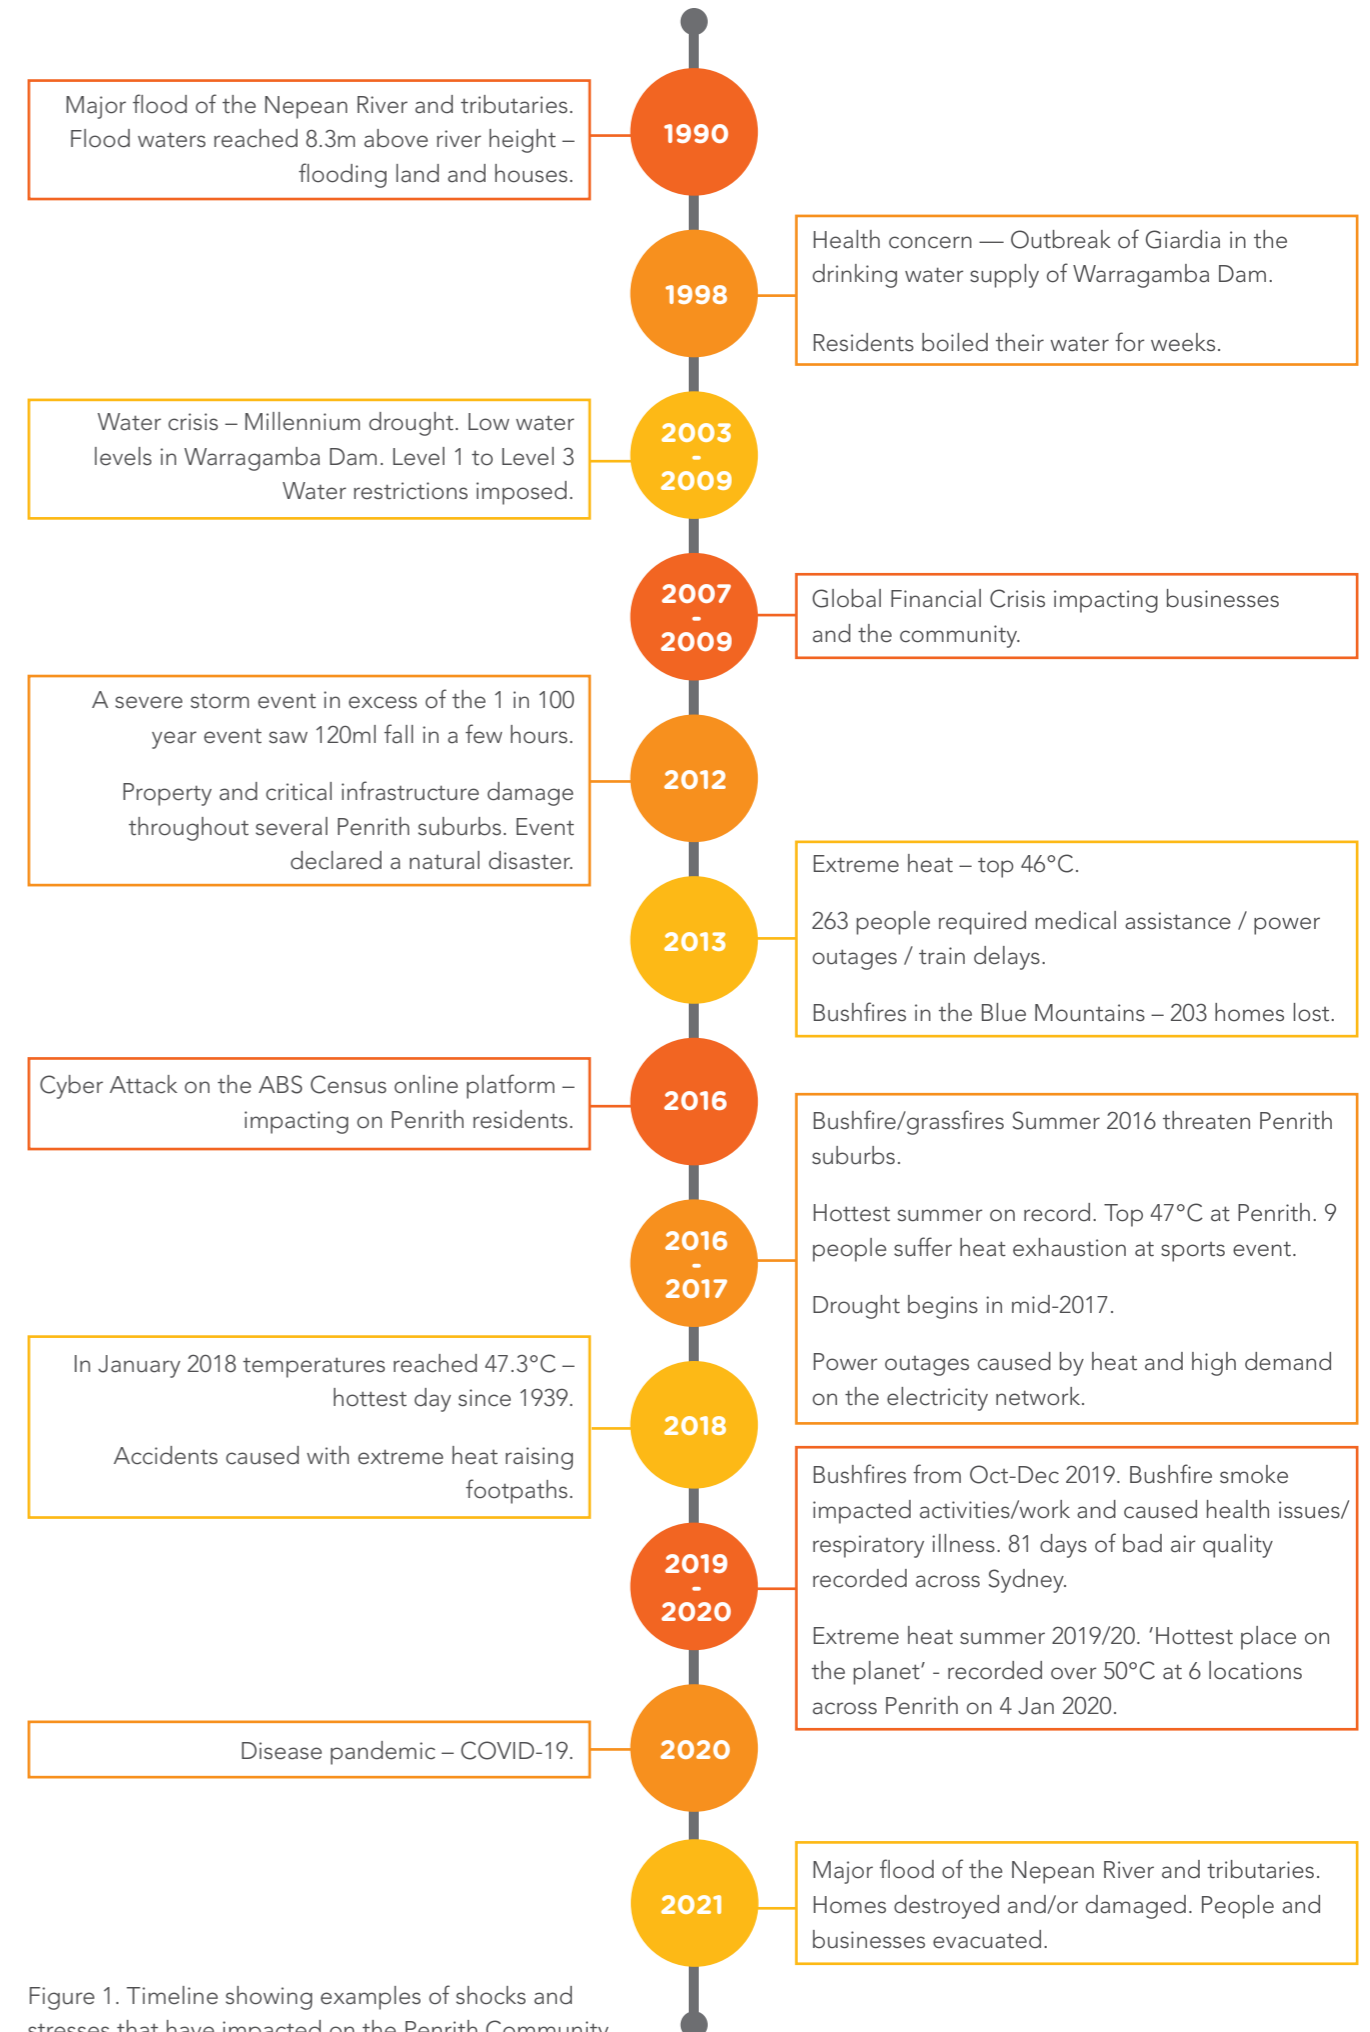 1990
Major flood of the Nepean River and tributaries.
Flood waters reached 8.3m above river height –
flooding land and houses.
1998
Health concern — Outbreak of Giardia in the
drinking water supply of Warragamba Dam.
Residents boiled their water for weeks.
2003
-
2009
Water crisis – Millennium drought. Low water
levels in Warragamba Dam. Level 1 to Level 3
Water restrictions imposed.
2007
-
2009
Global Financial Crisis impacting businesses
and the community.
2012
A severe storm event in excess of the 1 in 100
year event saw 120ml fall in a few hours.
Property and critical infrastructure damage
throughout several Penrith suburbs. Event
declared a natural disaster.
2013
Extreme heat – top 46°C.
263 people required medical assistance / power
outages / train delays.
Bushfires in the Blue Mountains – 203 homes lost.
2016
Cyber Attack on the ABS Census online platform –
impacting on Penrith residents.
2016
-
2017
Bushfire/grassfires Summer 2016 threaten Penrith
suburbs.
Hottest summer on record. Top 47°C at Penrith. 9
people suffer heat exhaustion at sports event.
Drought begins in mid-2017.
Power outages caused by heat and high demand
on the electricity network.
2018
In January 2018 temperatures reached 47.3°C –
hottest day since 1939.
Accidents caused with extreme heat raising
footpaths.
2019
-
2020
Bushfires from Oct-Dec 2019. Bushfire smoke
impacted activities/work and caused health issues/
respiratory illness. 81 days of bad air quality
recorded across Sydney.
Extreme heat summer 2019/20. ‘Hottest place on
the planet’ - recorded over 50°C at 6 locations
across Penrith on 4 Jan 2020.
2020
Disease pandemic – COVID-19.
2021
Major flood of the Nepean River and tributaries.
Homes destroyed and/or damaged. People and
businesses evacuated.
Figure 1. Timeline showing examples of shocks and
stresses that have impacted on the Penrith Community